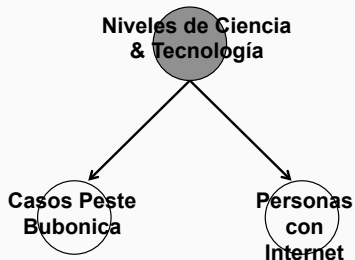 Niveles de Ciencia
& Tecnología
Casos Peste
Bubonica
Personas
con
Internet